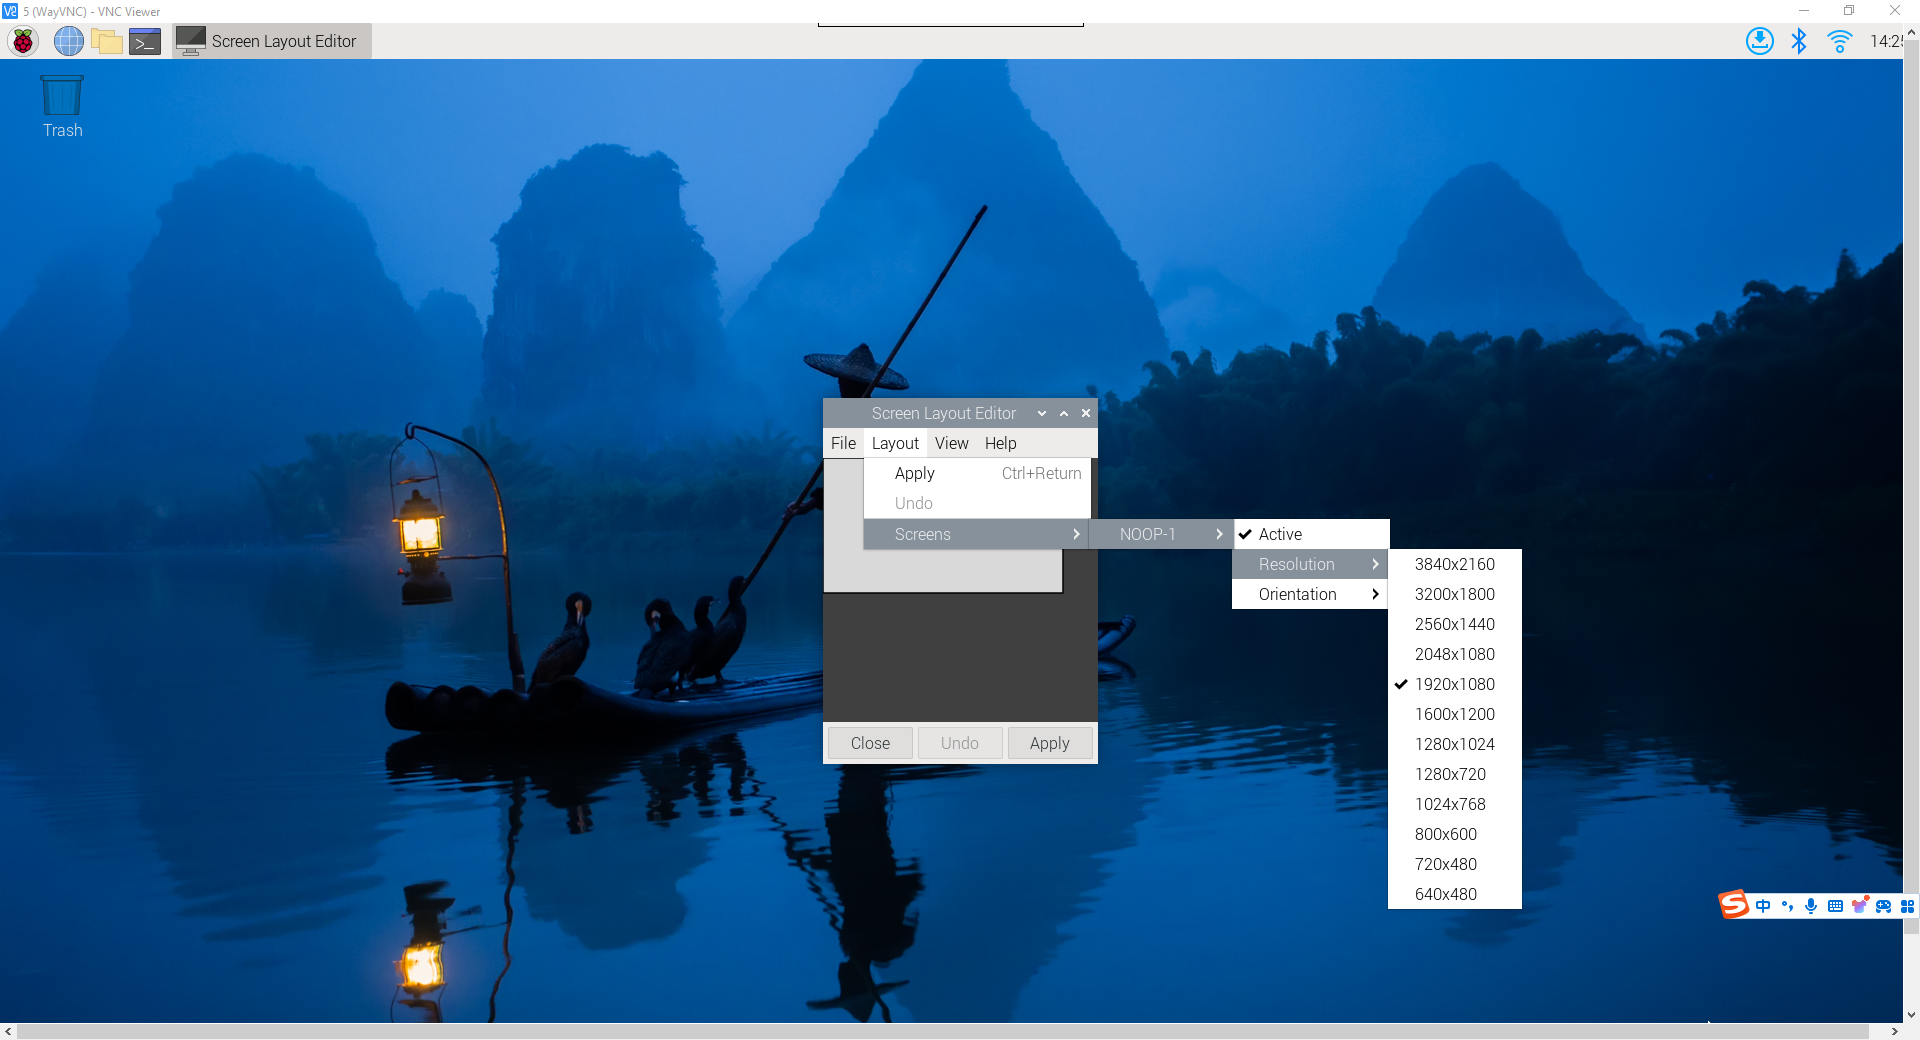 5 (WayVNC) - VNC Viewer
Screen Layout Editor
14:25
Trash
Screen Layout Editor
File Layout View Help
Apply Ctrl+Return
Undo
Screens
NOOP-1
Active
Resolution
Orientation
3840x2160
3200x1800
2560x1440
2048x1080
1920x1080
1600x1200
1280x1024
1280x720
1024x768
800x600
720x480
640x480
Close Undo Apply
中